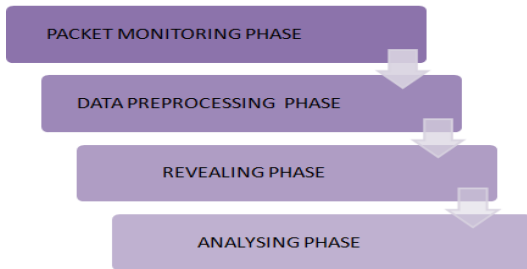 PACKET MONITORING PHASE
DATA PREPROCESSING PHASE
REVEALING PHASE
ANALYSING PHASE